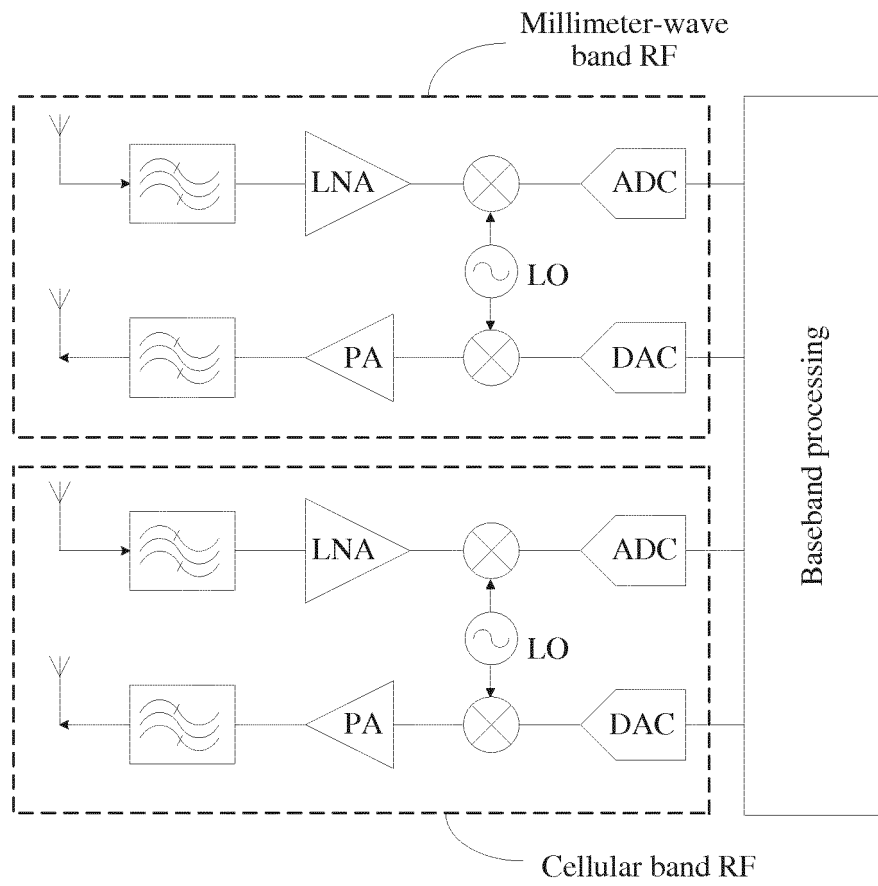 Millimeter-wave
band RF
LNA
ADC
LO
PA
DAC
LNA
ADC
LO
PA
DAC
Baseband processing
Cellular band RF